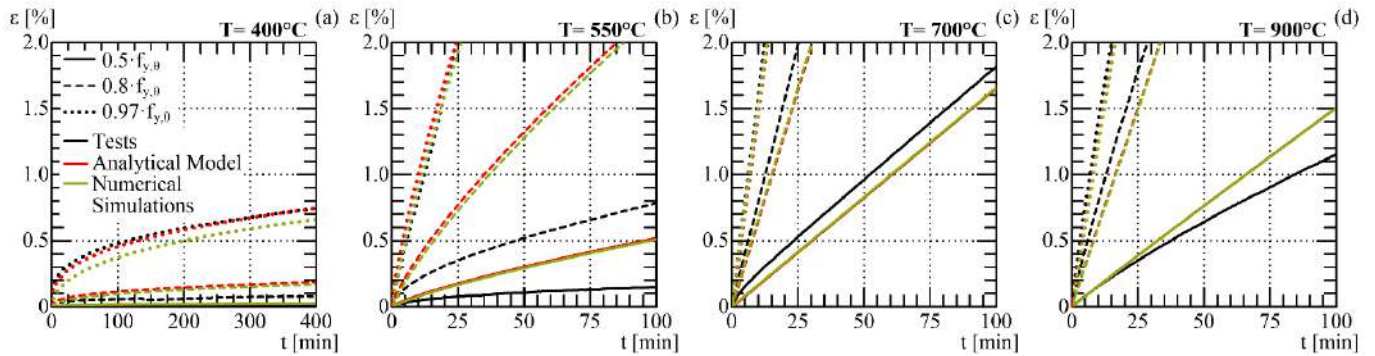 ε [%] (a)
T= 400°C
2.0
1.5
1.0
0.5
0
0 100 200 300 400
t [min]
0.5·fy,θ
0.8·fy,θ
0.97·fy,θ
Tests
Analytical Model
Numerical
Simulations
ε [%] (b)
T= 550°C
2.0
1.5
1.0
0.5
0
0 25 50 75 100
t [min]
ε [%] (c)
T= 700°C
2.0
1.5
1.0
0.5
0
0 25 50 75 100
t [min]
ε [%] (d)
T= 900°C
2.0
1.5
1.0
0.5
0
0 25 50 75 100
t [min]